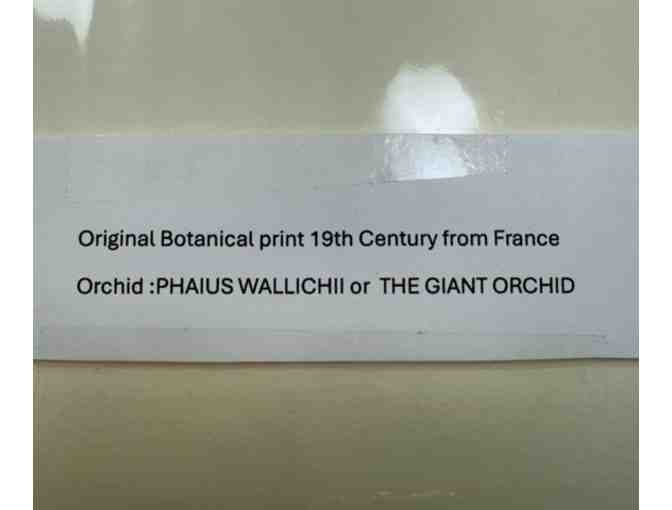 Original Botanical print 19th Century from France
Orchid :PHAIUS WALLICHII or THE GIANT ORCHID